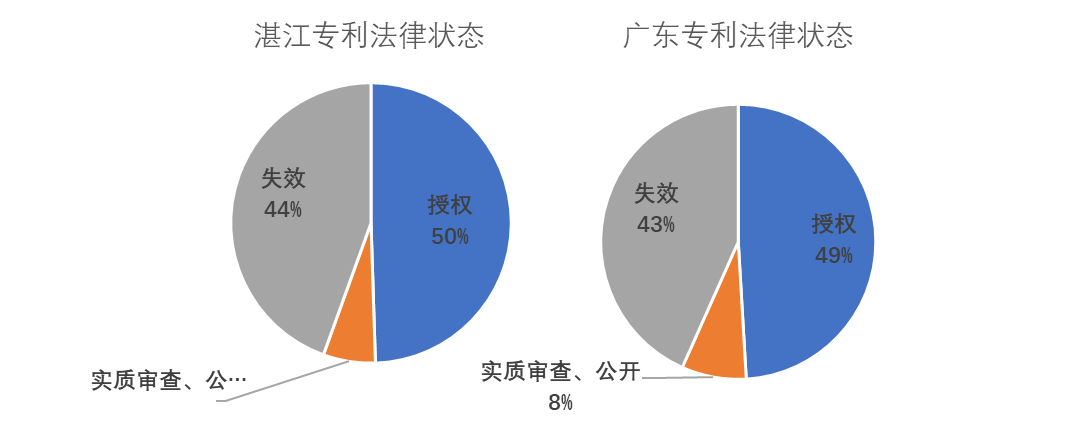 湛江专利法律状态
失效
44%
授权
50%
实质审查、公…
广东专利法律状态
失效
43%
授权
49%
实质审查、公开
8%